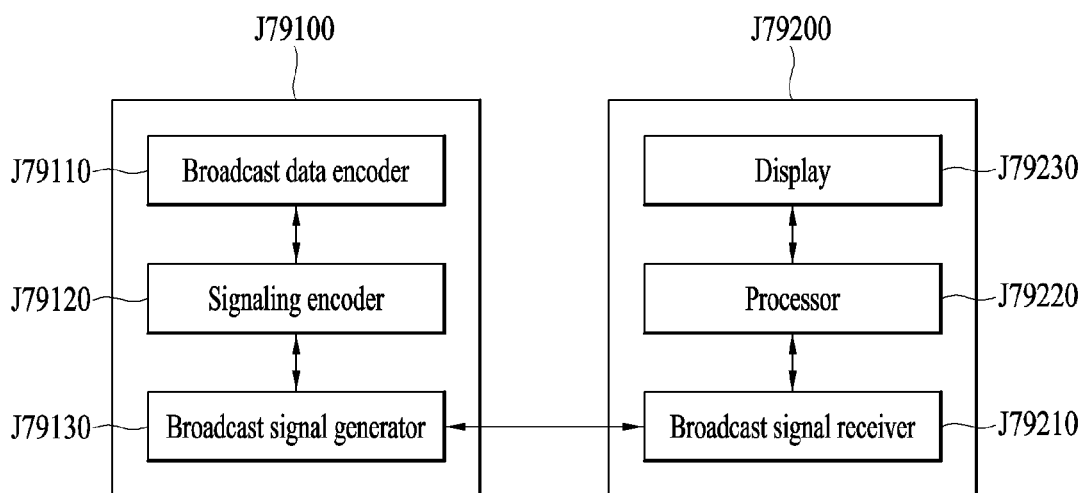 J79100
J79200
J79110
Broadcast data encoder
Display
J79230
J79120
Signaling encoder
Processor
J79220
J79130
Broadcast signal generator
Broadcast signal receiver
J79210